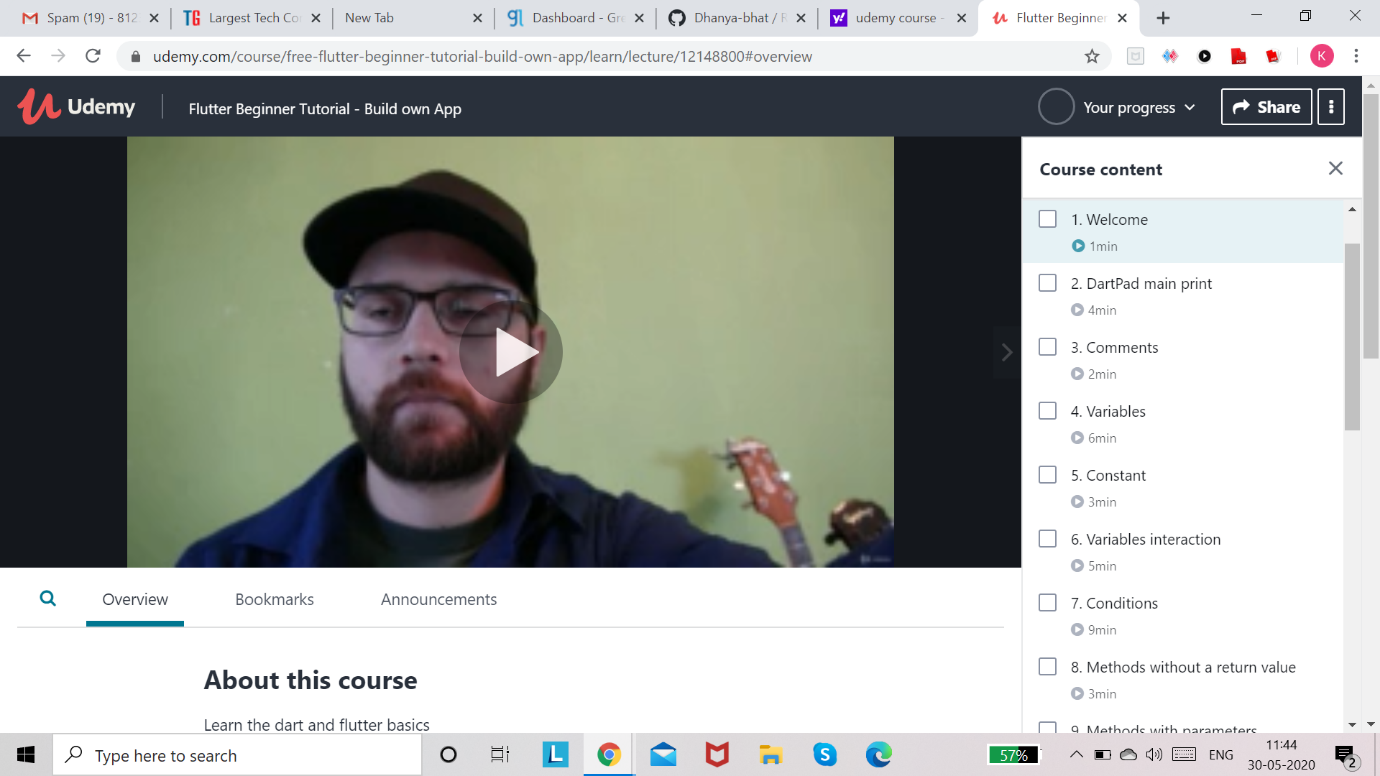 Spam (19) - 812
Largest Tech Co
New Tab
Dashboard - Gre
Dhanya-bhat / R
udemy course -
Flutter Beginner
udemy.com/course/free-flutter-beginner-tutorial-build-own-app/learn/lecture/12148800#overview
K
Udemy
Flutter Beginner Tutorial - Build own App
Your progress
Share
Course content
1. Welcome
1min
2. DartPad main print
4min
3. Comments
2min
4. Variables
6min
5. Constant
3min
6. Variables interaction
5min
7. Conditions
9min
8. Methods without a return value
3min
9. Methods with parameters
Overview
Bookmarks
Announcements
About this course
Learn the dart and flutter basics
Type here to search
57%
ENG
11:44
30-05-2020
2